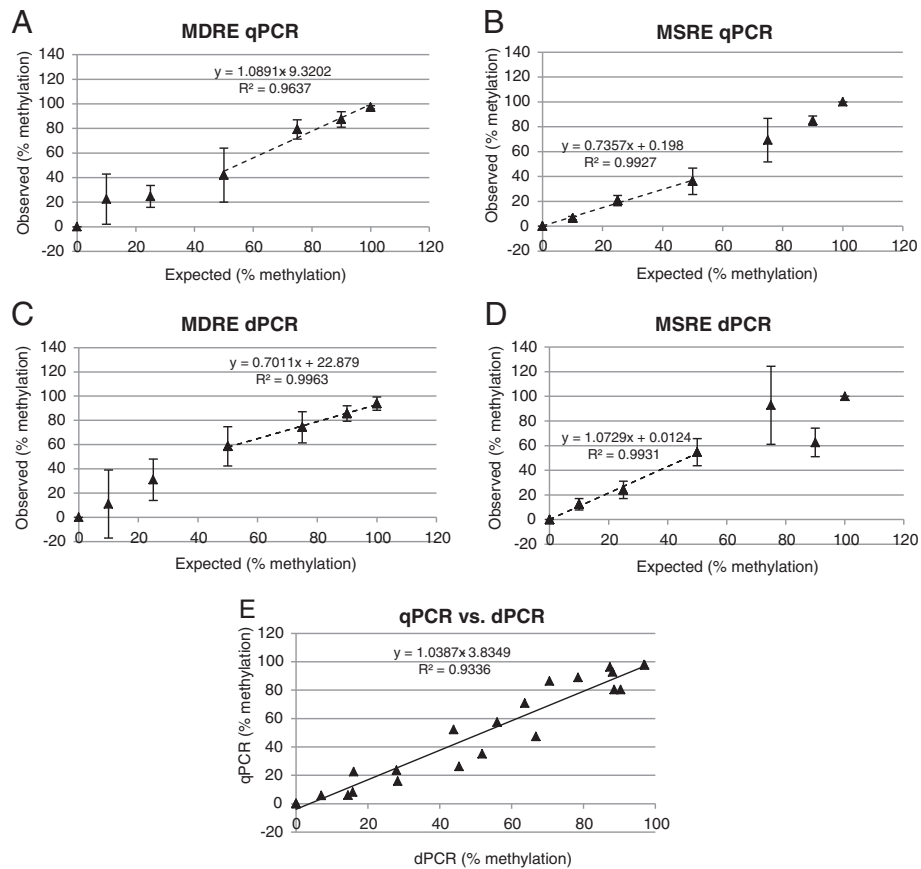 A
MDRE qPCR
Observed (% methylation)
140
120
100
80
60
40
20
0
-20
y = 1.0891x 9.3202
R² = 0.9637
0 20 40 60 80 100 120
Expected (% methylation)
B
MSRE qPCR
Observed (% methylation)
140
120
100
80
60
40
20
0
-20
y = 0.7357x + 0.198
R² = 0.9927
0 20 40 60 80 100 120
Expected (% methylation)
C
MDRE dPCR
Observed (% methylation)
140
120
100
80
60
40
20
0
-20
y = 0.7011x + 22.879
R² = 0.9963
0 20 40 60 80 100 120
Expected (% methylation)
D
MSRE dPCR
Observed (% methylation)
140
120
100
80
60
40
20
0
-20
y = 1.0729x + 0.0124
R² = 0.9931
0 20 40 60 80 100 120
Expected (% methylation)
E
qPCR vs. dPCR
qPCR (% methylation)
120
100
80
60
40
20
0
-20
y = 1.0387x 3.8349
R² = 0.9336
0 20 40 60 80 100
dPCR (% methylation)